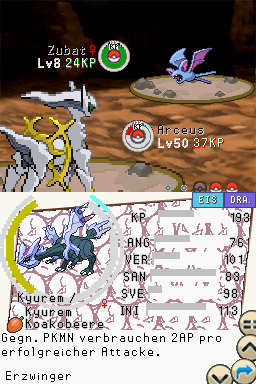 Zubat♀
Lv8 24KP
Arceus
Lv50 37KP
EIS DRA.
KP 193
ANG 76
VER 101
SAN 83
SVE 98
INI 113
Kyurem /
Kyurem ♀
Koakobeere
Gegn. PKMN verbrauchen 2AP pro
erfolgreicher Attacke.
Erzwinger